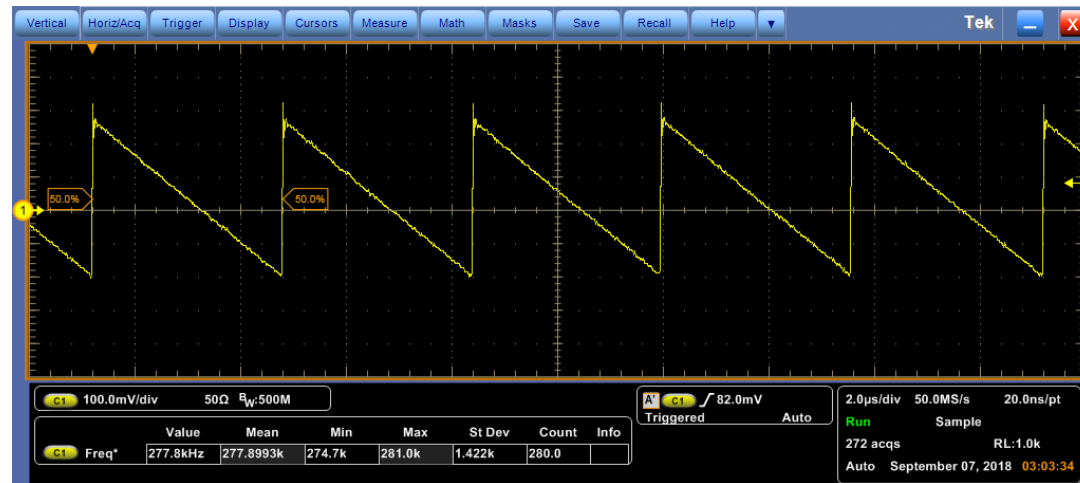 Vertical Horiz/Acq Trigger Display Cursors Measure Math Masks Save Recall Help Tek X
50.0% 50.0%
1
C1 100.0mV/div 50Ω BW:500M
A' C1 82.0mV
Triggered Auto
2.0µs/div 50.0MS/s 20.0ns/pt
Run Sample
272 acqs RL:1.0k
Auto September 07, 2018 03:03:34
Value Mean Min Max St Dev Count Info
C1 Freq* 277.8kHz 277.8993k 274.7k 281.0k 1.422k 280.0